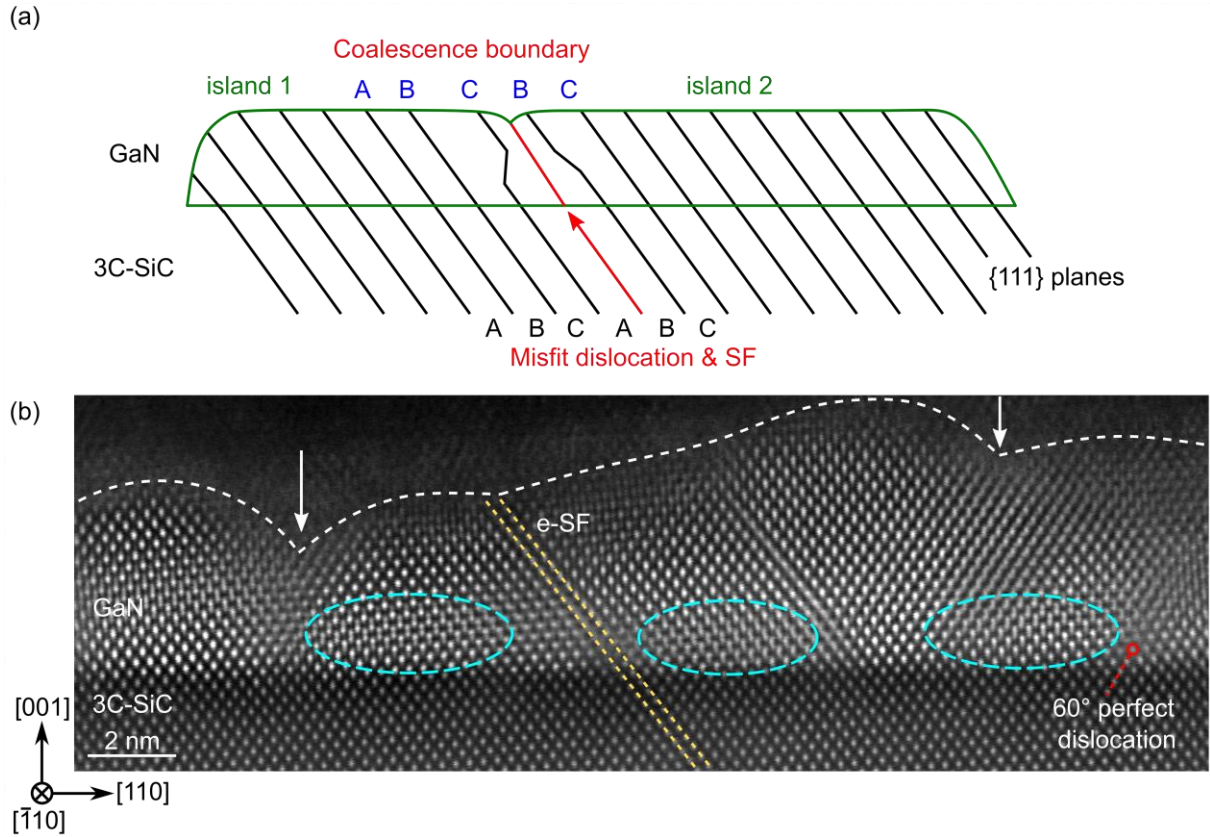 (a)
Coalescence boundary
island 1 A B C B C island 2
GaN
3C-SiC
{111} planes
A B C A B C
Misfit dislocation & SF
(b)
e-SF
GaN
3C-SiC
2 nm
60° perfect
dislocation
[001]
[110]
[1̄10]